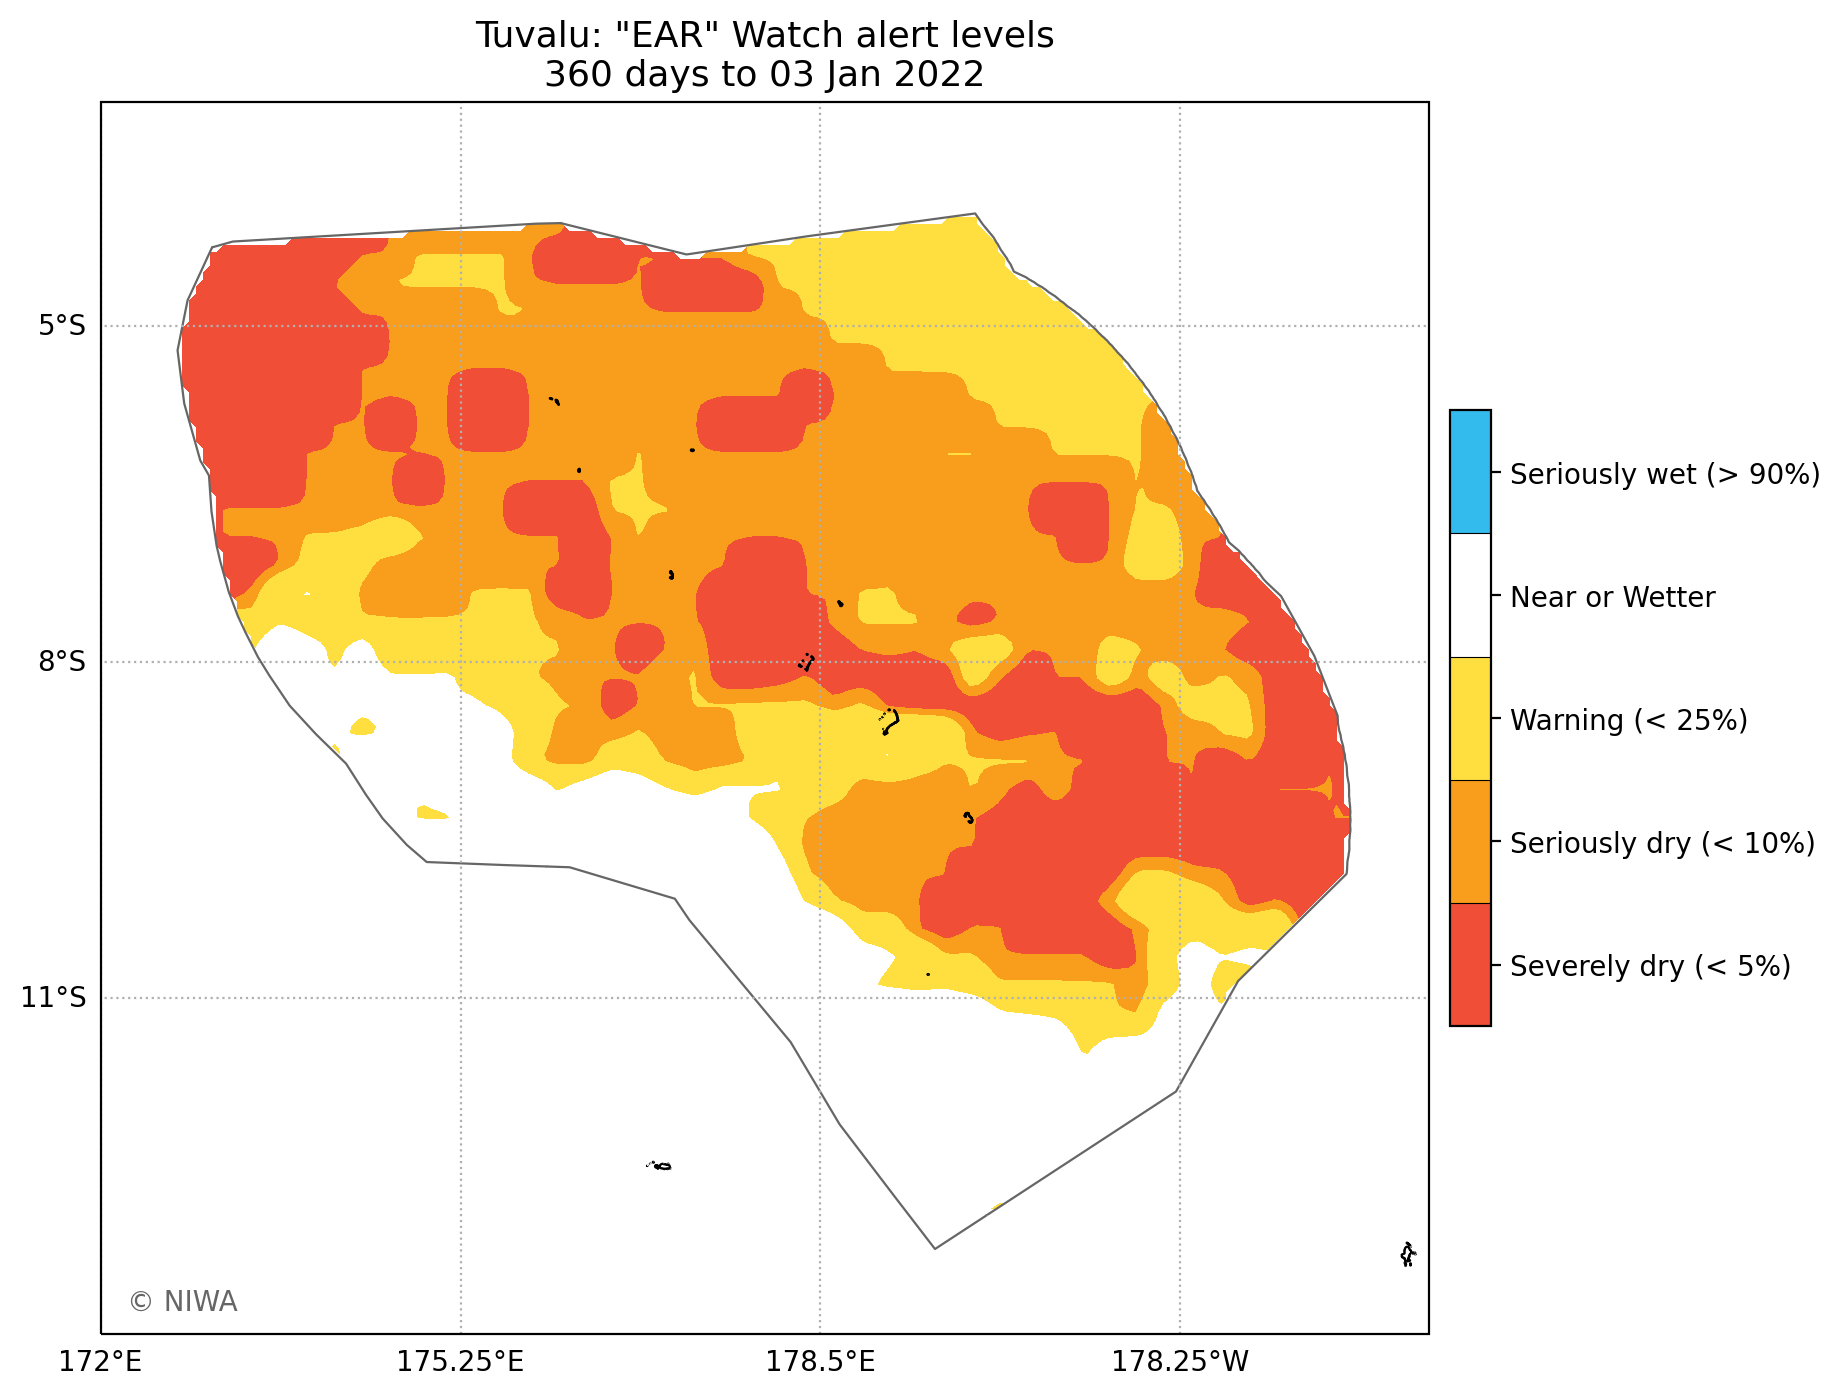 Tuvalu: "EAR" Watch alert levels
360 days to 03 Jan 2022
5°S
8°S
11°S
172°E
175.25°E
178.5°E
178.25°W
Seriously wet (> 90%)
Near or Wetter
Warning (< 25%)
Seriously dry (< 10%)
Severely dry (< 5%)
© NIWA